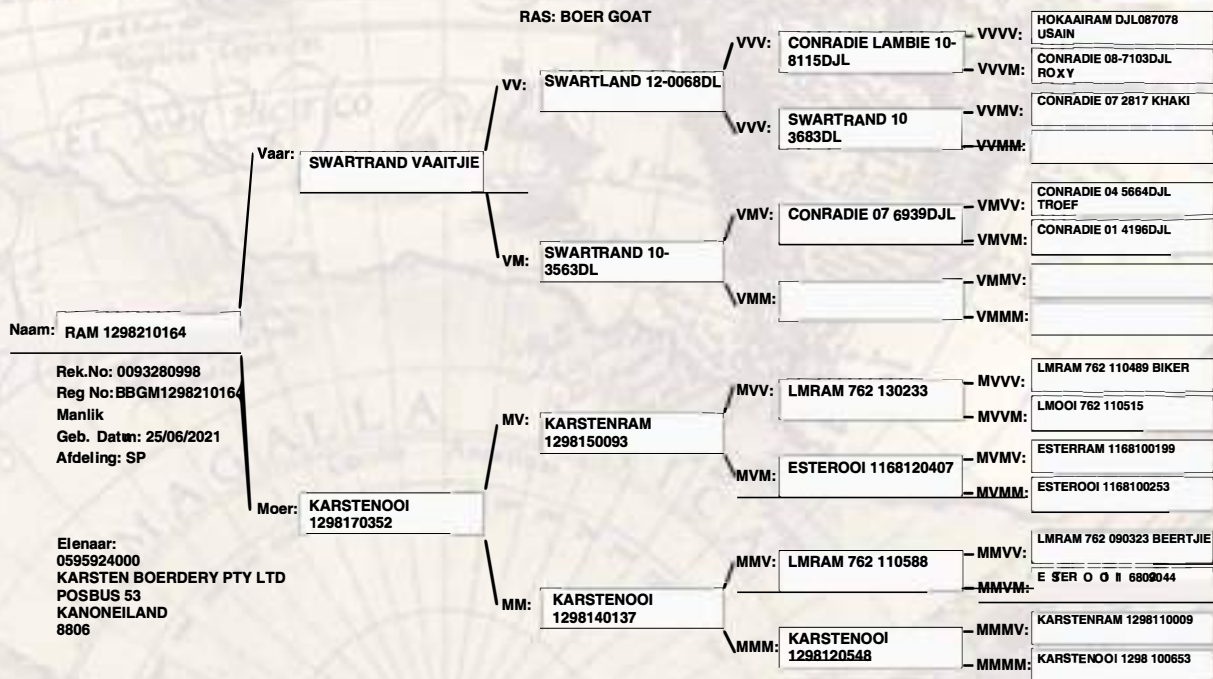 RAS: BOER GOAT
Naam: RAM 1298210164
Rek.No: 0093280998
Reg No:BBGM1298210164
Manlik
Geb. Datum: 25/06/2021
Afdeling: SP
Elenaar:
0595924000
KARSTEN BOERDERY PTY LTD
POSBUS 53
KANONEILAND
8806
Vaar: SWARTRAND VAAITJIE
Moer: KARSTENOOI
1298170352
VV: SWARTLAND 12-0068DL
VM: SWARTRAND 10-
3563DL
MV: KARSTENRAM
1298150093
MM: KARSTENOOI
1298140137
VVV: CONRADIE LAMBIE 10-
8115DJL
VVV: SWARTRAND 10
3683DL
VMV: CONRADIE 07 6939DJL
VMM:
MVV: LMRAM 762 130233
MVM: ESTEROOI 1168120407
MMV: LMRAM 762 110588
MMM: KARSTENOOI
1298120548
VVVV: HOKAAIRAM DJL087078
USAIN
VVVM: CONRADIE 08-7103DJL
ROXY
VVMV: CONRADIE 07 2817 KHAKI
VVMM:
VMVV: CONRADIE 04 5664DJL
TROEF
VMVM: CONRADIE 01 4196DJL
VMMV:
VMMM:
MVVV: LMRAM 762 110489 BIKER
MVVM: LMOOI 762 110515
MVMV: ESTERRAM 1168100199
MVMM: ESTEROOI 1168100253
MMVV: LMRAM 762 090323 BEERTJIE
MMVM:
MMMV: KARSTENRAM 1298110009
MMMM: KARSTENOOI 1298 100653